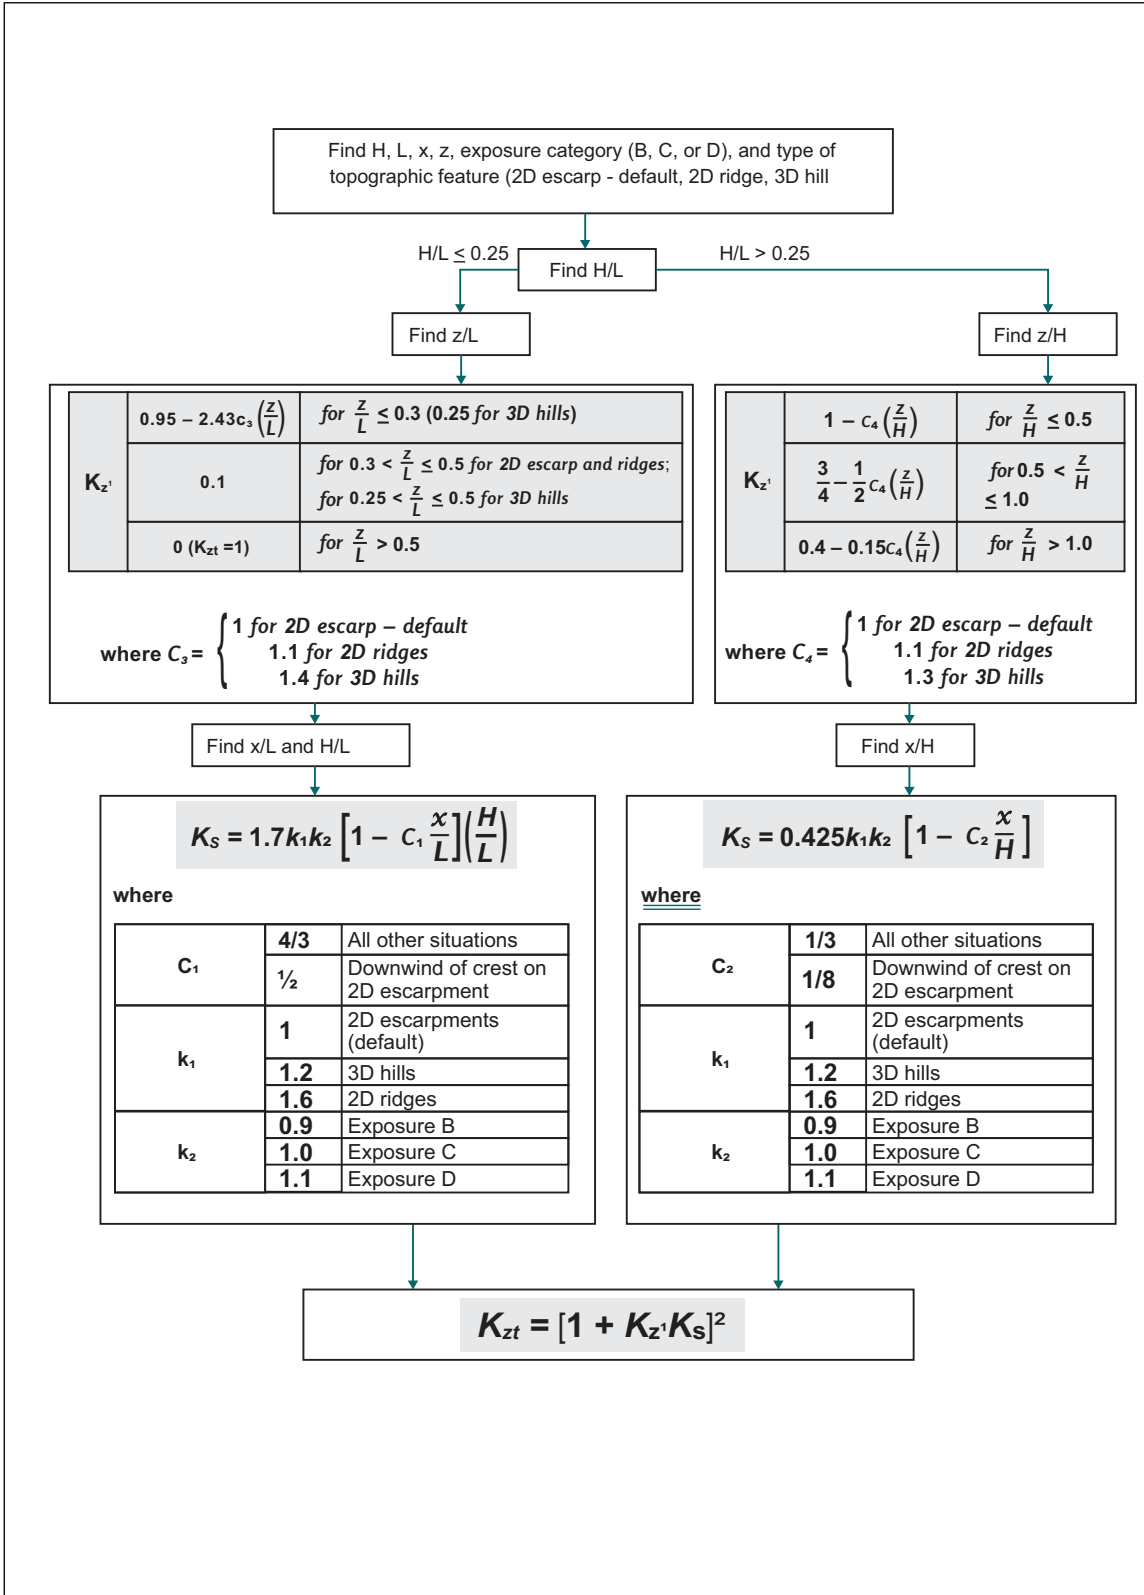 Find H, L, x, z, exposure category (B, C, or D), and type of
topographic feature (2D escarp - default, 2D ridge, 3D hill
H/L ≤ 0.25
Find H/L
H/L > 0.25
Find z/L
Find z/H
K_z¹
0.95 – 2.43c₃(z/L)
for z/L ≤ 0.3 (0.25 for 3D hills)
0.1
for 0.3 < z/L ≤ 0.5 for 2D escarp and ridges;
for 0.25 < z/L ≤ 0.5 for 3D hills
0 (K_zt =1)
for z/L > 0.5
where C₃ = {
1 for 2D escarp – default
1.1 for 2D ridges
1.4 for 3D hills
K_z¹
1 – C₄(z/H)
for z/H ≤ 0.5
3/4 – 1/2 C₄(z/H)
for 0.5 < z/H
≤ 1.0
0.4 – 0.15C₄(z/H)
for z/H > 1.0
where C₄ = {
1 for 2D escarp – default
1.1 for 2D ridges
1.3 for 3D hills
Find x/L and H/L
Find x/H
K_S = 1.7k₁k₂ [1 – C₁ x/L](H/L)
where
C₁
4/3 All other situations
½ Downwind of crest on
2D escarpment
k₁
1 2D escarpments
(default)
1.2 3D hills
1.6 2D ridges
k₂
0.9 Exposure B
1.0 Exposure C
1.1 Exposure D
K_S = 0.425k₁k₂ [1 – C₂ x/H]
where
C₂
1/3 All other situations
1/8 Downwind of crest on
2D escarpment
k₁
1 2D escarpments
(default)
1.2 3D hills
1.6 2D ridges
k₂
0.9 Exposure B
1.0 Exposure C
1.1 Exposure D
K_zt = [1 + K_z¹K_S]²